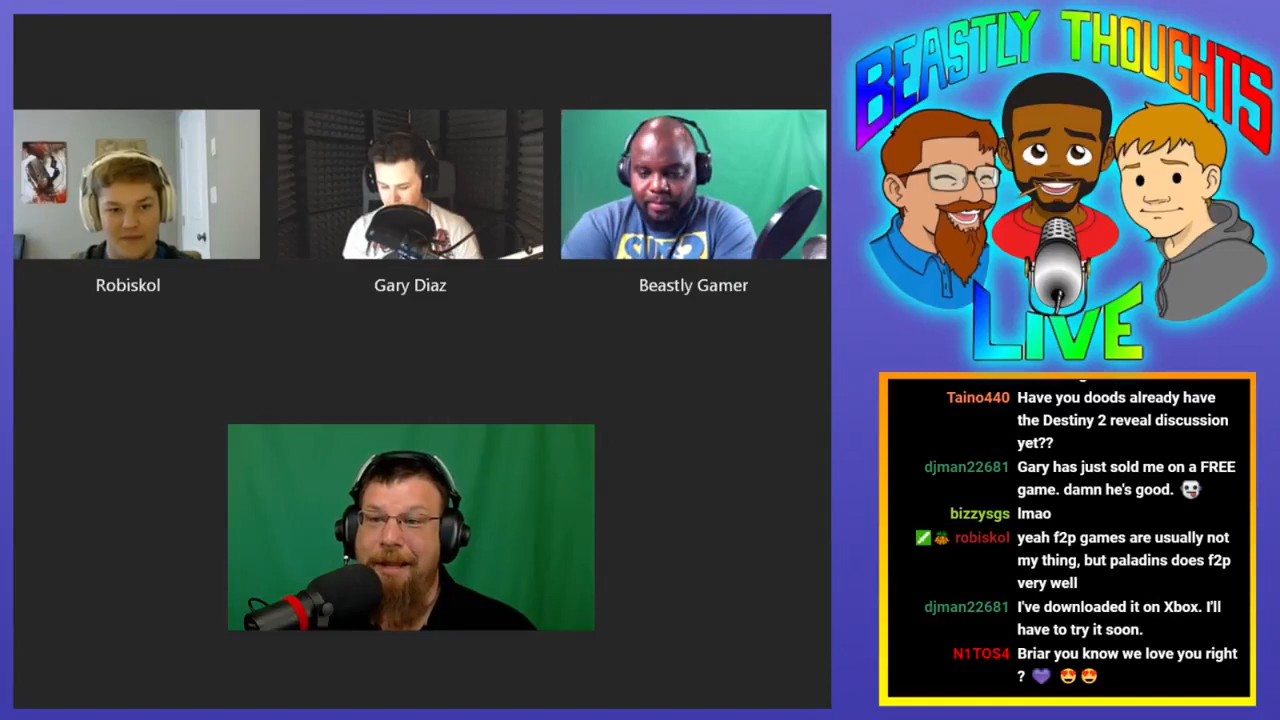 BEASTLY THOUGHTS
LIVE
Robiskol
Gary Diaz
Beastly Gamer
Taino440 Have you doods already have
the Destiny 2 reveal discussion
yet??
djman22681 Gary has just sold me on a FREE
game. damn he's good.
bizzysgs lmao
robiskol yeah f2p games are usually not
my thing, but paladins does f2p
very well
djman22681 I've downloaded it on Xbox. I'll
have to try it soon.
N1TOS4 Briar you know we love you right
? 💜 😍😍